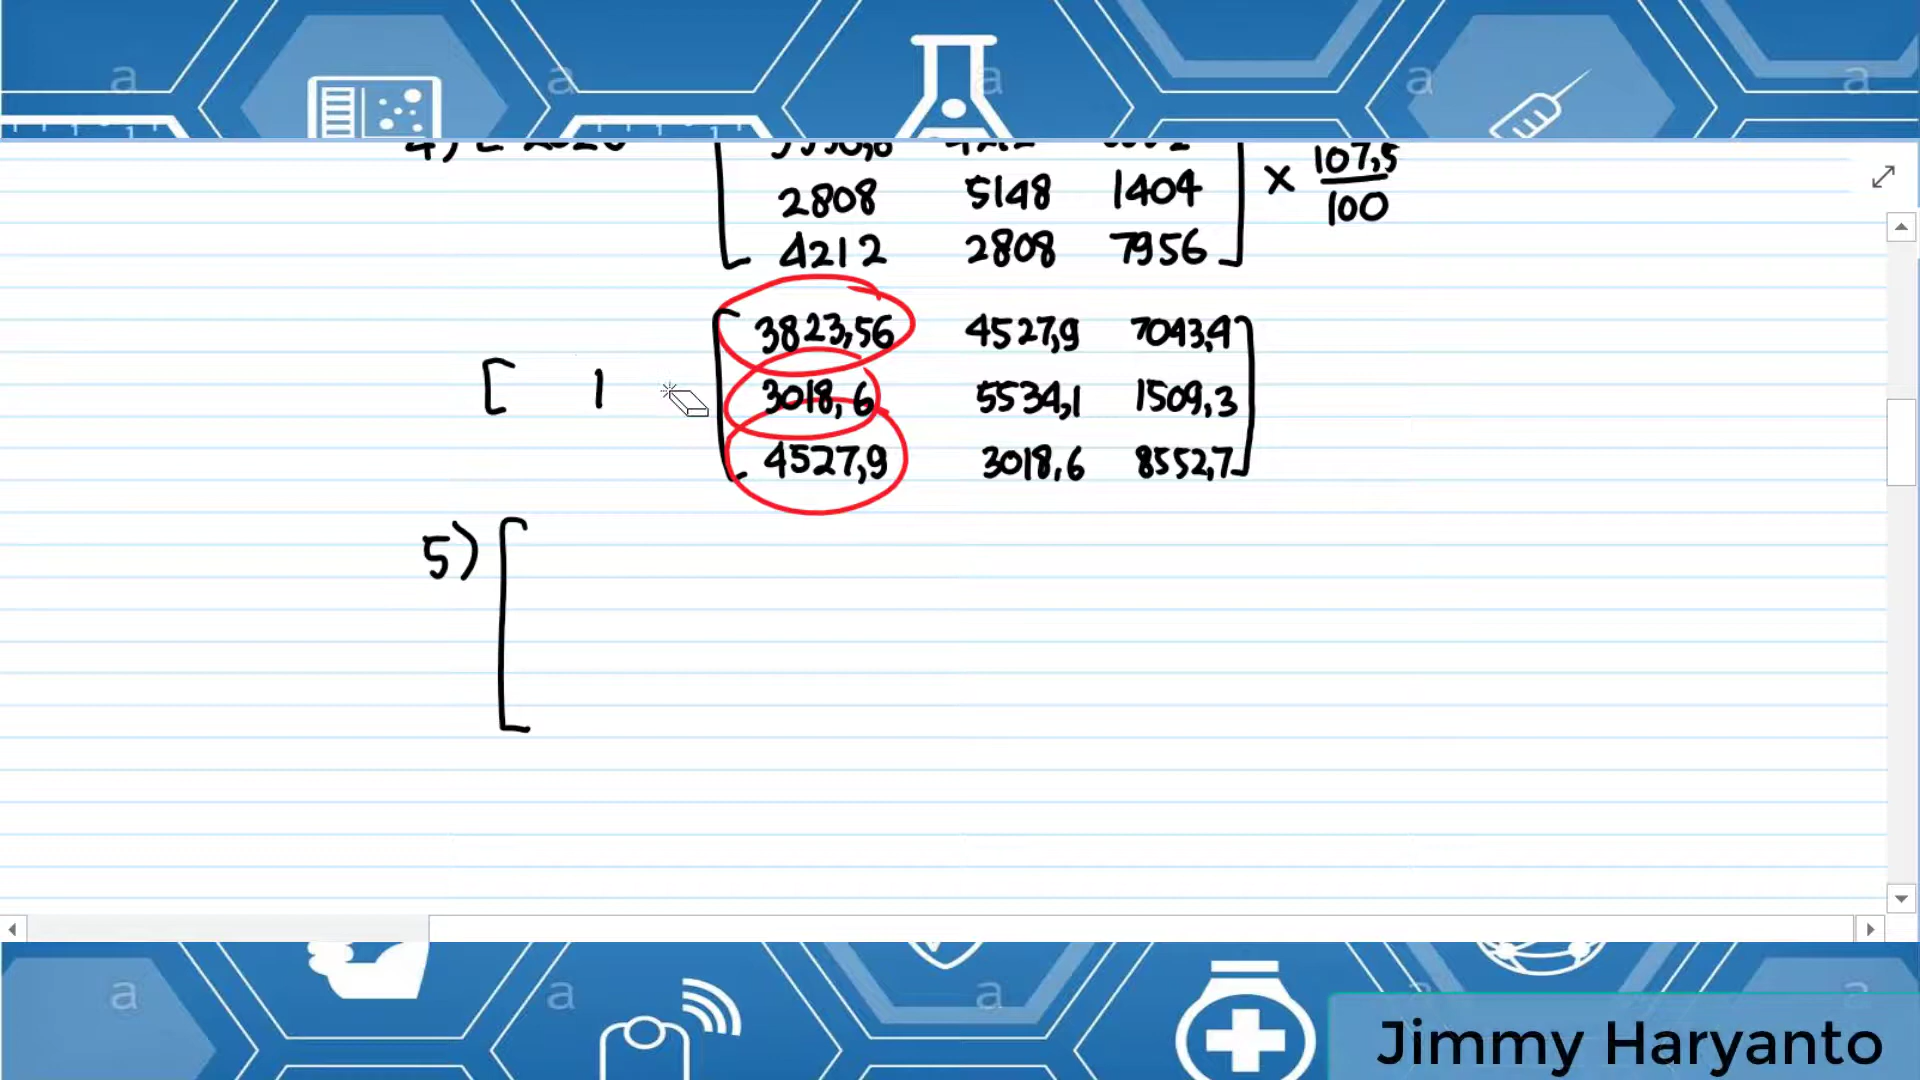 a a a a a
107,5
2808 5148 1404 × 100
4212 2808 7956
3823,56 4527,9 7043,4
[ 1 3018,6 5534,1 1509,3
4527,9 3018,6 8552,7
5) [
a a a a a
Jimmy Haryanto